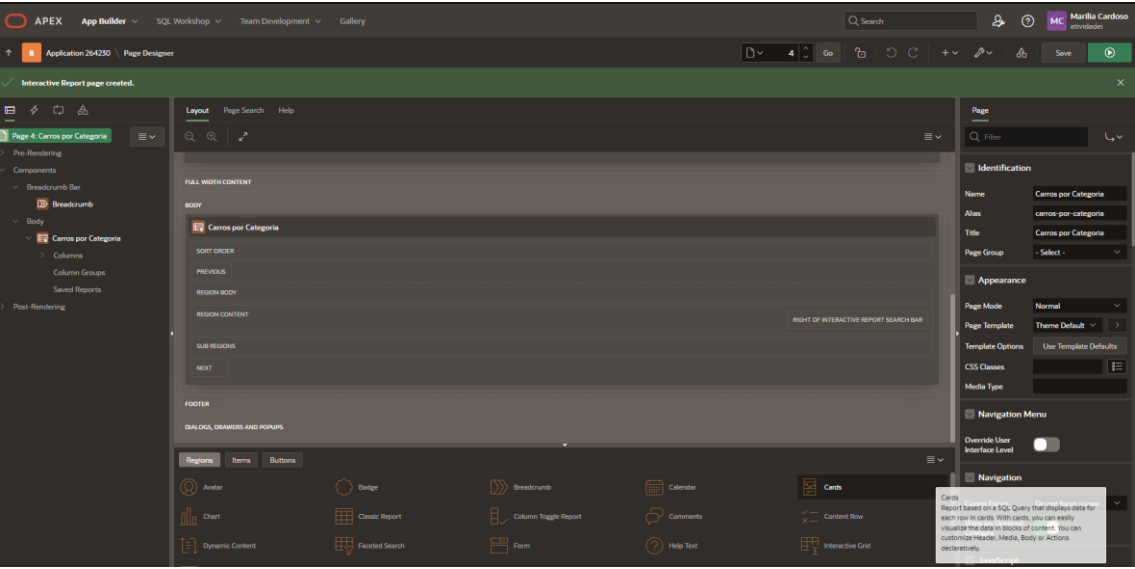 APEX App Builder SQL Workshop Team Development Gallery Search MC Marília Cardoso
atividadei
Application 264230 \ Page Designer 4 Go Save
Interactive Report page created.
Layout Page Search Help Page
Page 4: Carros por Categoria Filter
Pre-Rendering
Components
Breadcrumb Bar
Breadcrumb
Body
Carros por Categoria
Columns
Column Groups
Saved Reports
Post-Rendering
FULL WIDTH CONTENT
BODY
Carros por Categoria
SORT ORDER
PREVIOUS
REGION BODY
REGION CONTENT
RIGHT OF INTERACTIVE REPORT SEARCH BAR
SUB REGIONS
NEXT
FOOTER
DIALOGS, DRAWERS AND POPUPS
Regions Items Buttons
Avatar Badge Breadcrumb Calendar Cards
Chart Classic Report Column Toggle Report Comments Content Row
Dynamic Content Faceted Search Form Help Text Interactive Grid
Identification
Name Carros por Categoria
Alias carros-por-categoria
Title Carros por Categoria
Page Group - Select -
Appearance
Page Mode Normal
Page Template Theme Default
Template Options Use Template Defaults
CSS Classes
Media Type
Navigation Menu
Override User
Interface Level
Navigation
Cards
Report based on a SQL Query that displays data for
each row in cards. With cards, you can easily
visualize the data in blocks of content. You can
customize Header, Media, Body or Actions
declaratively.
JavaScript